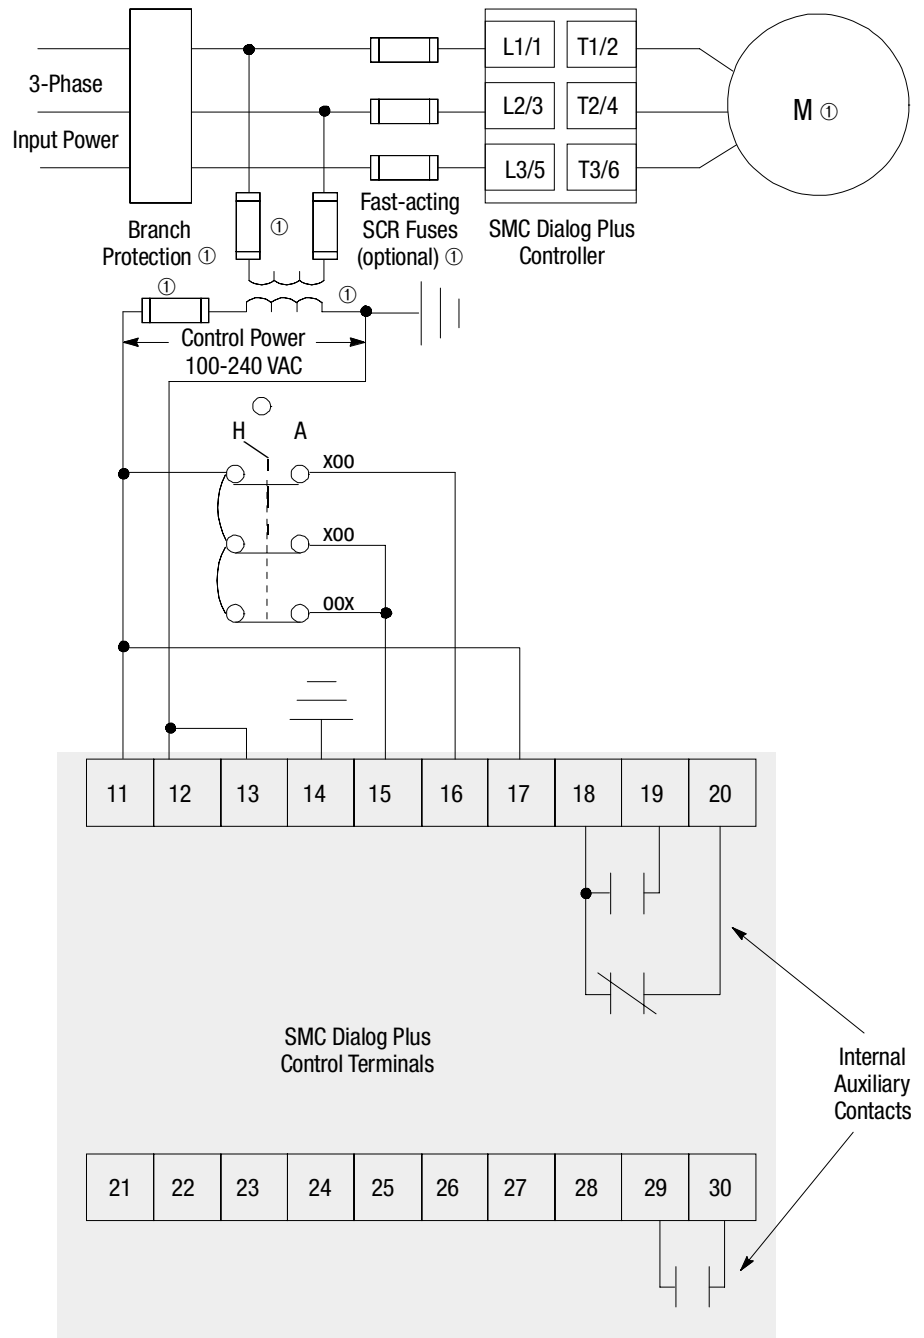 3-Phase
Input Power
L1/1 T1/2
L2/3 T2/4
L3/5 T3/6
M ①
Branch
Protection ①
①
Fast-acting
SCR Fuses
(optional) ①
SMC Dialog Plus
Controller
①
①
Control Power
100-240 VAC
H A
X00
X00
00X
11 12 13 14 15 16 17 18 19 20
SMC Dialog Plus
Control Terminals
Internal
Auxiliary
Contacts
21 22 23 24 25 26 27 28 29 30